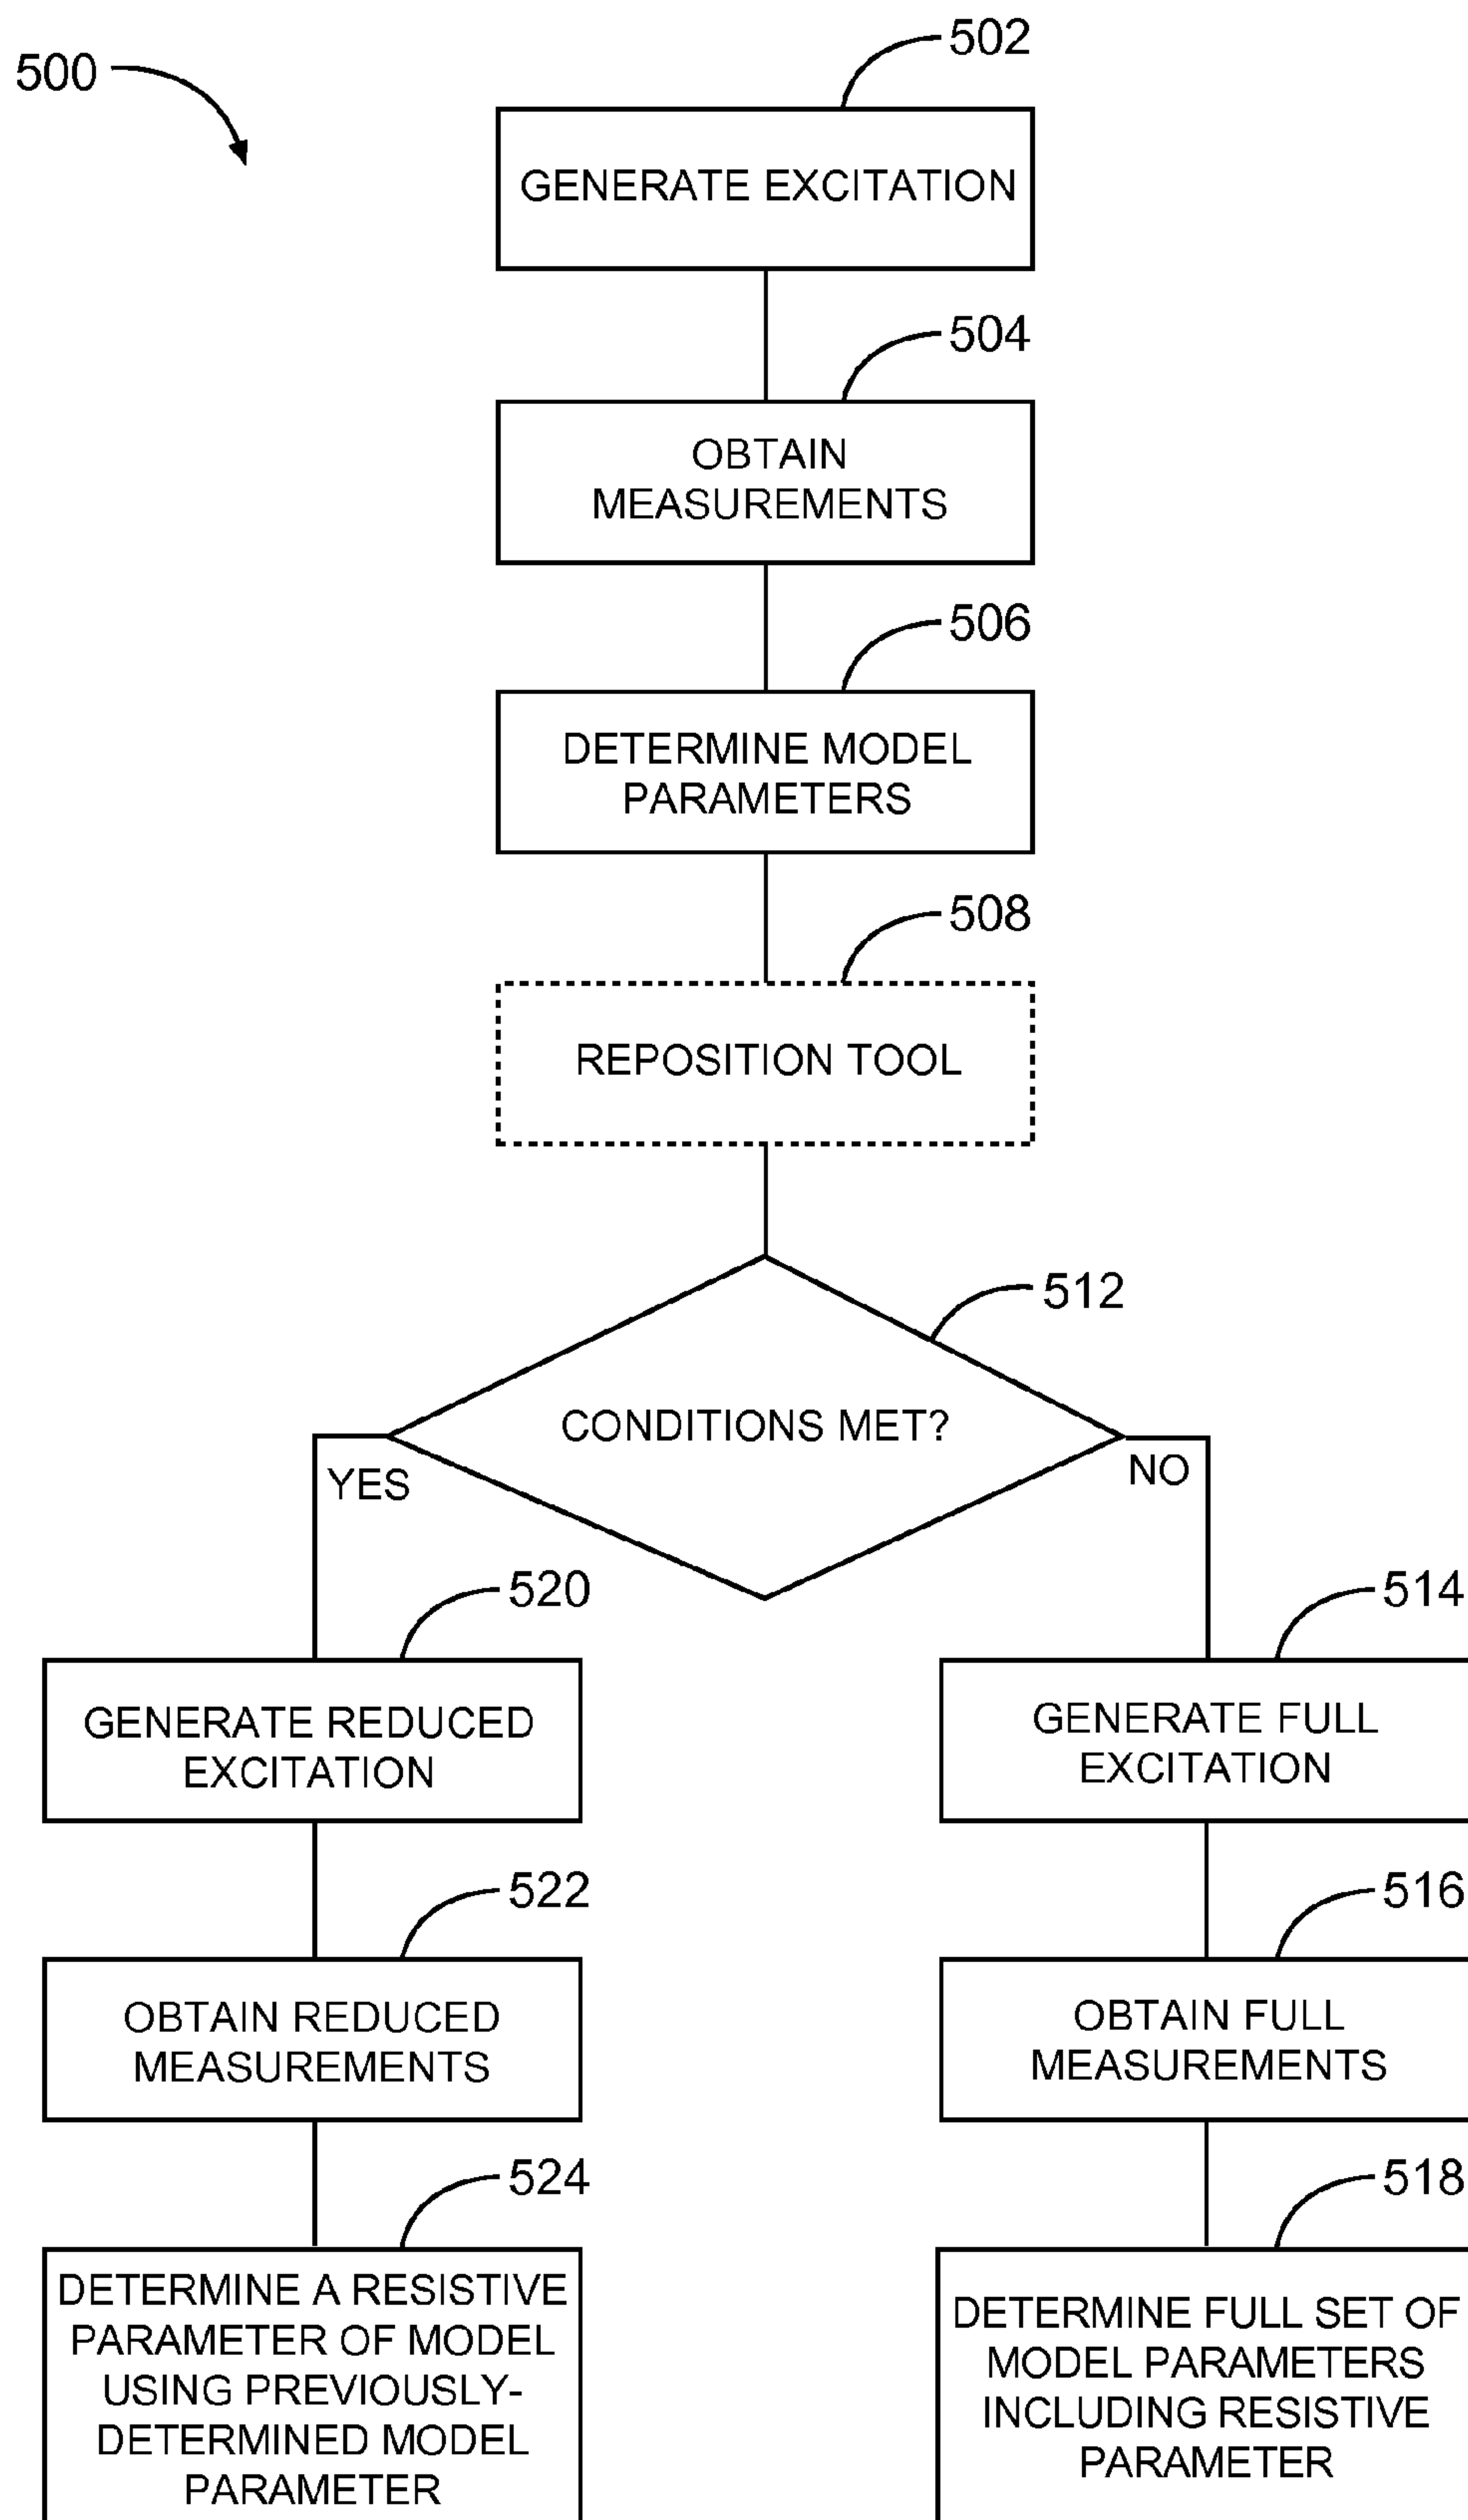 500
502
GENERATE EXCITATION
504
OBTAIN
MEASUREMENTS
506
DETERMINE MODEL
PARAMETERS
508
REPOSITION TOOL
512
CONDITIONS MET?
YES
NO
520
GENERATE REDUCED
EXCITATION
522
OBTAIN REDUCED
MEASUREMENTS
524
DETERMINE A RESISTIVE
PARAMETER OF MODEL
USING PREVIOUSLY-
DETERMINED MODEL
PARAMETER
514
GENERATE FULL
EXCITATION
516
OBTAIN FULL
MEASUREMENTS
518
DETERMINE FULL SET OF
MODEL PARAMETERS
INCLUDING RESISTIVE
PARAMETER